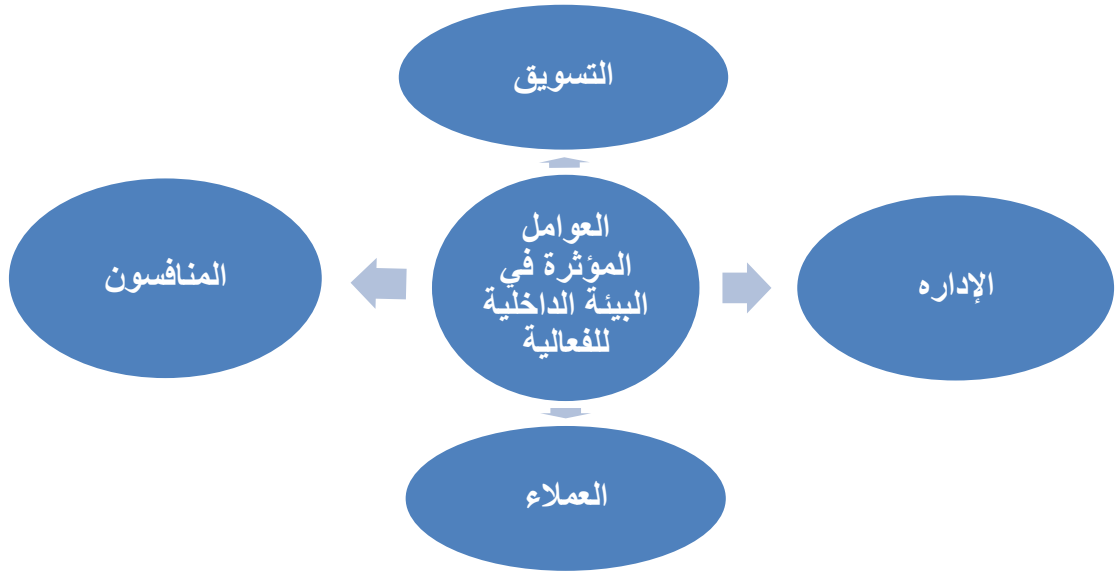 التسويق
العوامل
المؤثرة في
البيئة الداخلية
للفعالية
الإداره
المنافسون
العملاء